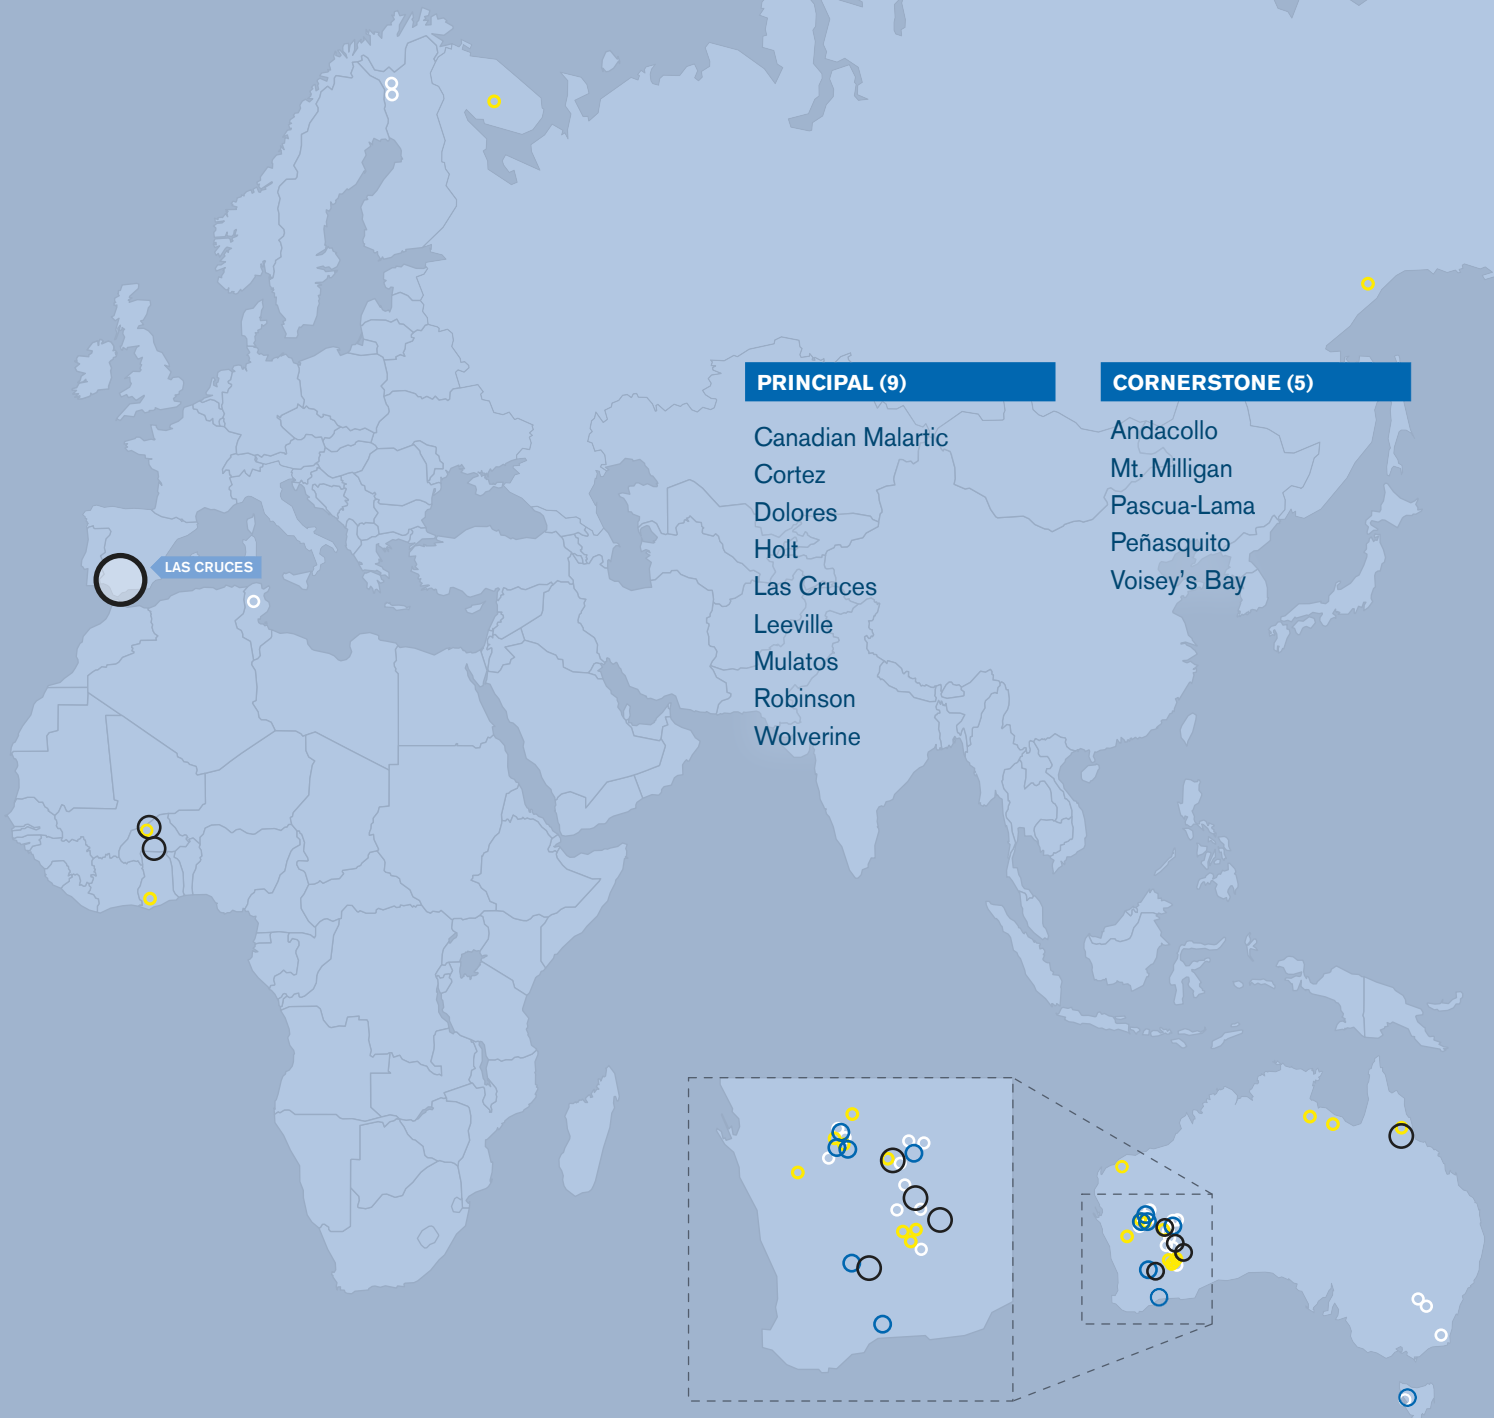 PRINCIPAL (9)
Canadian Malartic
Cortez
Dolores
Holt
Las Cruces
Leeville
Mulatos
Robinson
Wolverine
CORNERSTONE (5)
Andacollo
Mt. Milligan
Pascua-Lama
Peñasquito
Voisey’s Bay
LAS CRUCES